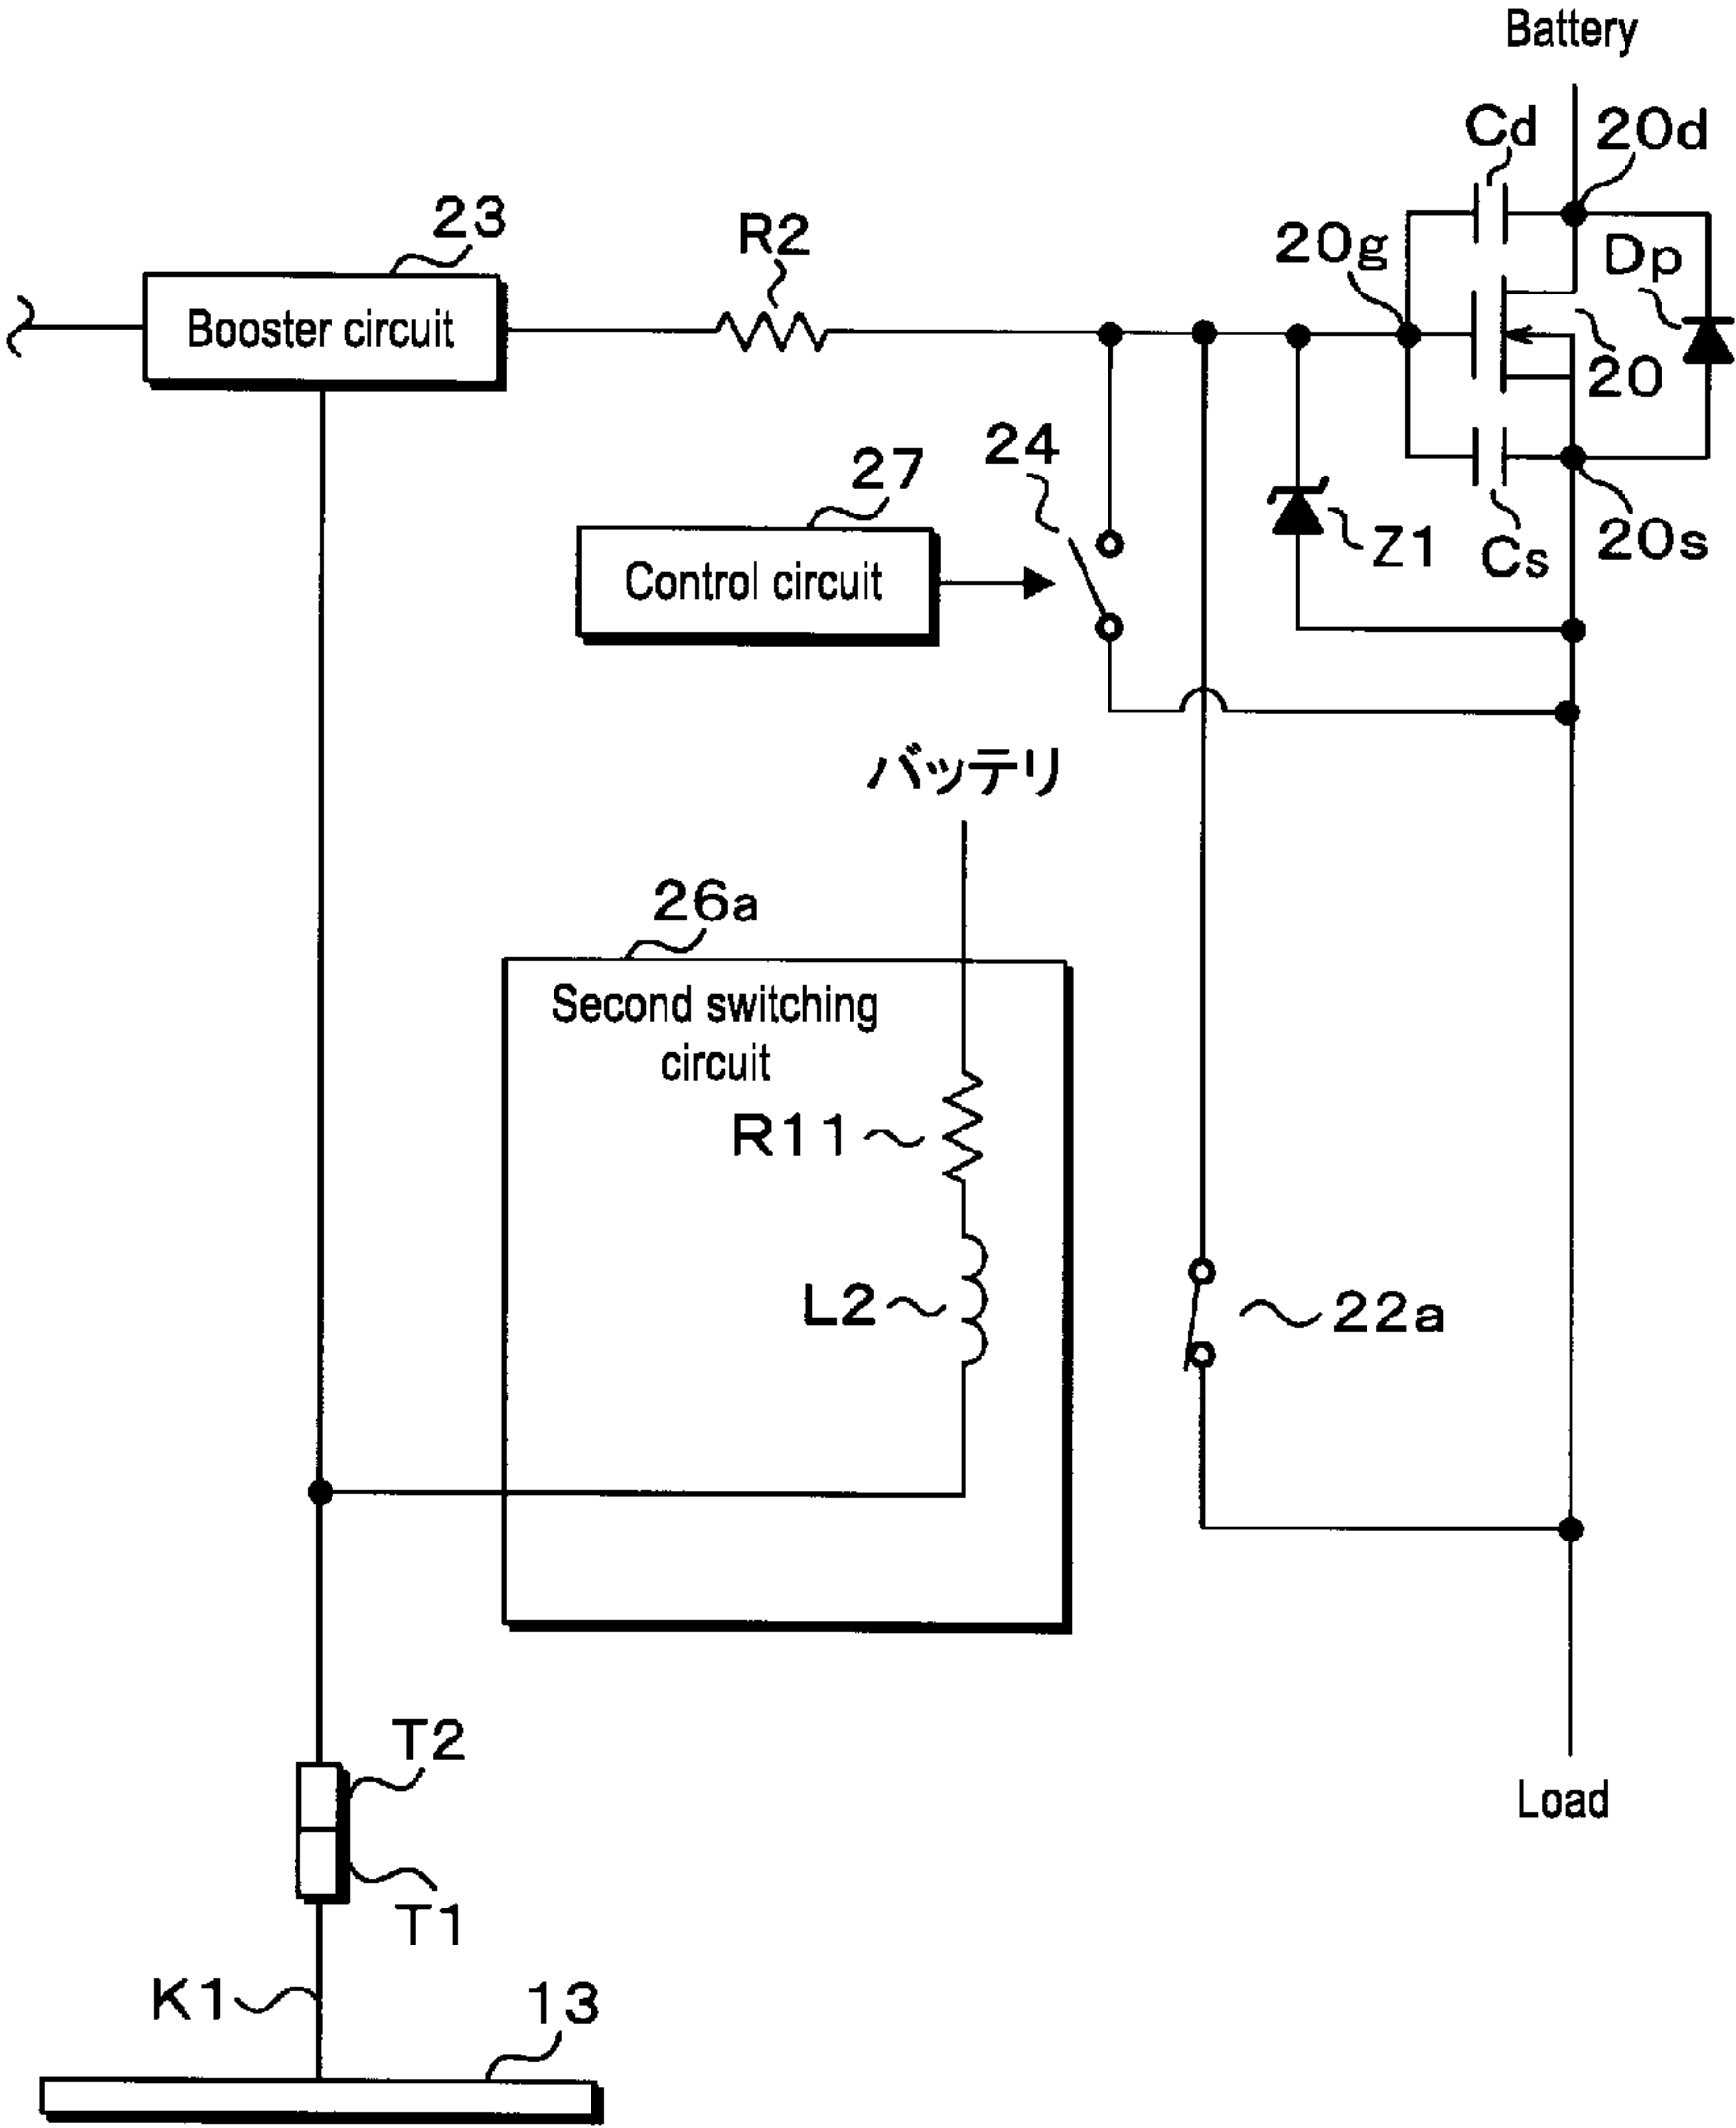 Battery
Cd
20d
23
R2
20g
Dp
Booster circuit
20
24
27
Z1
Cs
20s
Control circuit
バッテリ
26a
Second switching
circuit
R11
L2
22a
T2
Load
T1
K1
13